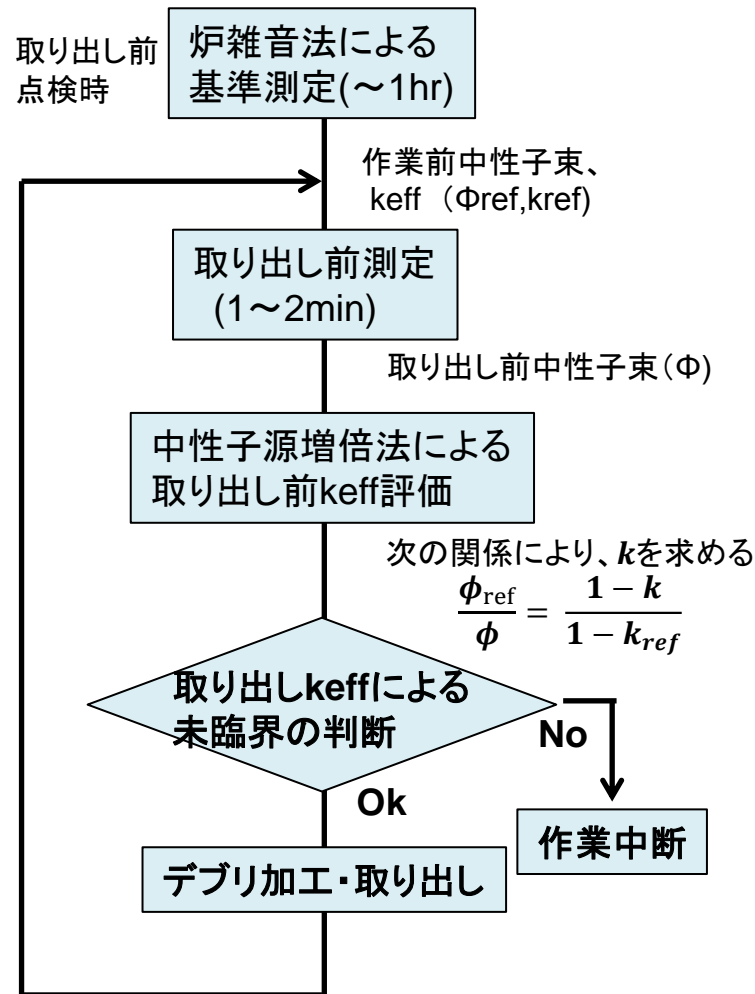 取り出し前
点検時
炉雑音法による
基準測定(～1hr)
作業前中性子束、
keff （Φref,kref)
取り出し前測定
(1～2min)
取り出し前中性子束（Φ)
中性子源増倍法による
取り出し前keff評価
次の関係により、kを求める
ϕref/ϕ = (1 − k)/(1 − kref)
取り出しkeffによる
未臨界の判断
No
Ok
作業中断
デブリ加工・取り出し